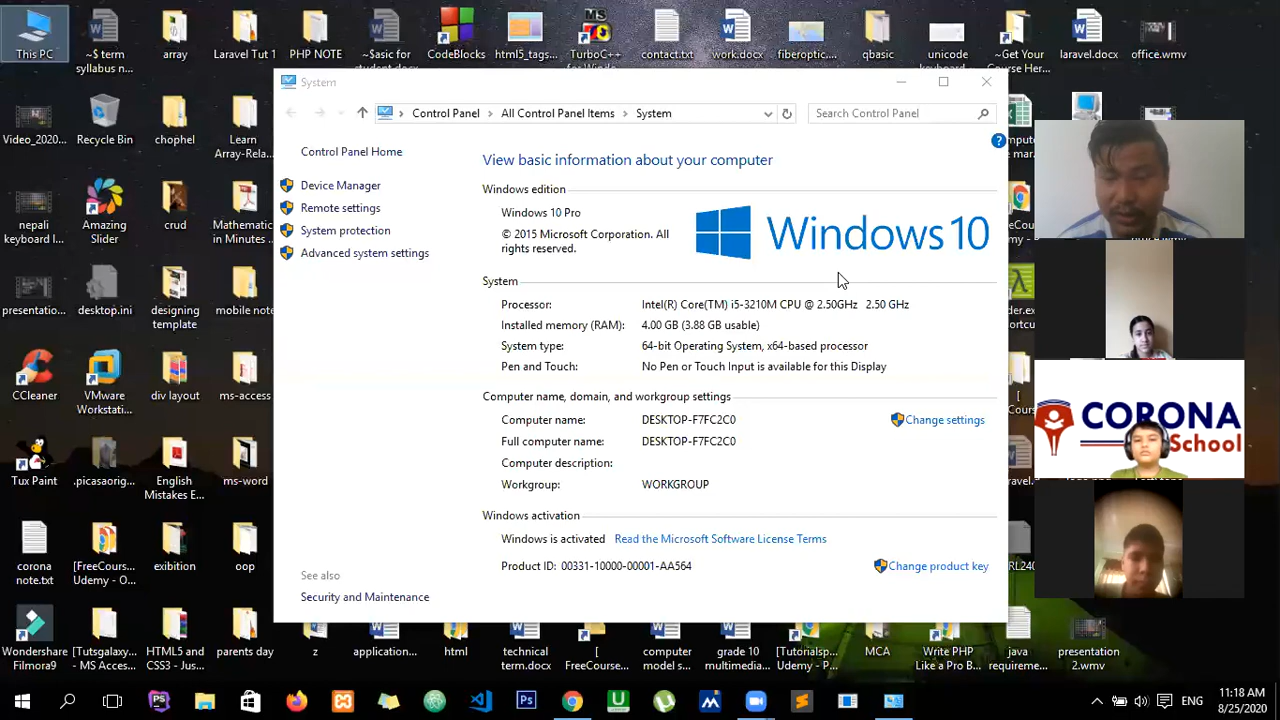 This PC
~$ term syllabus n...
array
Laravel Tut 1
PHP NOTE
~$asic for student.docx
CodeBlocks
html5_tags...
TurboC++ for Windo...
contact.txt
work.docx
fiberoptic...
qbasic
unicode keyboard
~Get Your Course Her...
laravel.docx
office.wmv
System
Control Panel
All Control Panel Items
System
Search Control Panel
Video_2020...
Recycle Bin
chophel
Learn Array-Rela...
Control Panel Home
Device Manager
Remote settings
System protection
Advanced system settings
View basic information about your computer
Windows edition
Windows 10 Pro
© 2015 Microsoft Corporation. All
rights reserved.
Windows 10
System
Processor: Intel(R) Core(TM) i5-3210M CPU @ 2.50GHz 2.50 GHz
Installed memory (RAM): 4.00 GB (3.88 GB usable)
System type: 64-bit Operating System, x64-based processor
Pen and Touch: No Pen or Touch Input is available for this Display
Computer name, domain, and workgroup settings
Computer name: DESKTOP-F7FC2C0
Change settings
Full computer name: DESKTOP-F7FC2C0
Computer description:
Workgroup: WORKGROUP
Windows activation
Windows is activated Read the Microsoft Software License Terms
Product ID: 00331-10000-00001-AA564
Change product key
See also
Security and Maintenance
nepali keyboard l...
Amazing Slider
crud
Mathematic in Minutes ...
presentatio...
desktop.ini
designing template
mobile note
CCleaner
VMware Workstati...
div layout
ms-access
Tux Paint
.picasaorig...
English Mistakes E...
ms-word
corona note.txt
[FreeCours... Udemy - O...
exibition
oop
CORONA
School
Wondershare Filmora9
[Tutsgalaxy... - MS Acces...
HTML5 and CSS3 - Jus...
parents day
z
application...
html
technical term.docx
[ FreeCourse...
computer model s...
grade 10 multimedia...
[Tutorialsp... Udemy - P...
MCA
Write PHP Like a Pro B...
java requireme...
presentation 2.wmv
ENG
11:18 AM
8/25/2020